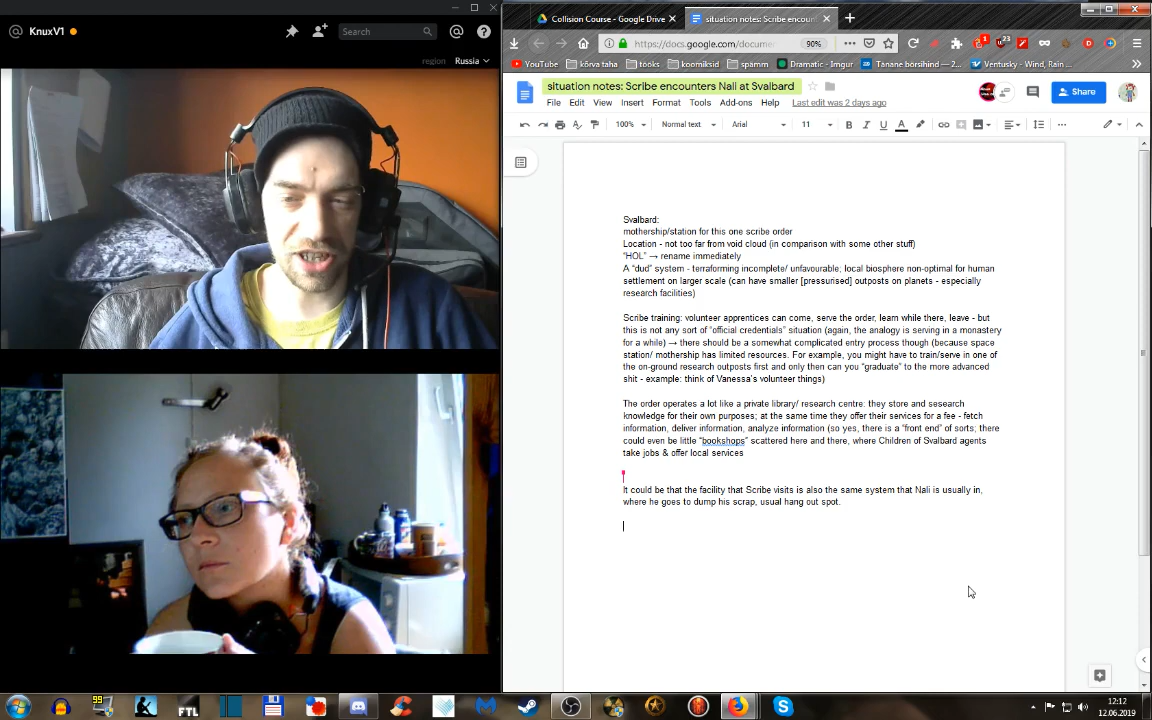 KnuxV1
Search
region
Russia
Collision Course - Google Drive
situation notes: Scribe encount
https://docs.google.com/docume
90%
1
23
YouTube
kõrva taha
tööks
koomiksid
spämm
Dramatic - Imgur
Tänane börsihind — 2...
Ventusky - Wind, Rain ...
situation notes: Scribe encounters Nali at Svalbard
File Edit View Insert Format Tools Add-ons Help Last edit was 2 days ago
Share
100% Normal text Arial 11 B I U A
Svalbard:
mothership/station for this one scribe order
Location - not too far from void cloud (in comparison with some other stuff)
"HOL" → rename immediately
A "dud" system - terraforming incomplete/ unfavourable; local biosphere non-optimal for human
settlement on larger scale (can have smaller [pressurised] outposts on planets - especially
research facilities)
Scribe training: volunteer apprentices can come, serve the order, learn while there, leave - but
this is not any sort of "official credentials" situation (again, the analogy is serving in a monastery
for a while) → there should be a somewhat complicated entry process though (because space
station/ mothership has limited resources. For example, you might have to train/serve in one of
the on-ground research outposts first and only then can you "graduate" to the more advanced
shit - example: think of Vanessa's volunteer things)
The order operates a lot like a private library/ research centre: they store and sesearch
knowledge for their own purposes; at the same time they offer their services for a fee - fetch
information, deliver information, analyze information (so yes, there is a "front end" of sorts; there
could even be little "bookshops" scattered here and there, where Children of Svalbard agents
take jobs & offer local services
It could be that the facility that Scribe visits is also the same system that Nali is usually in,
where he goes to dump his scrap, usual hang out spot.
99
FTL
12:12
12.06.2019